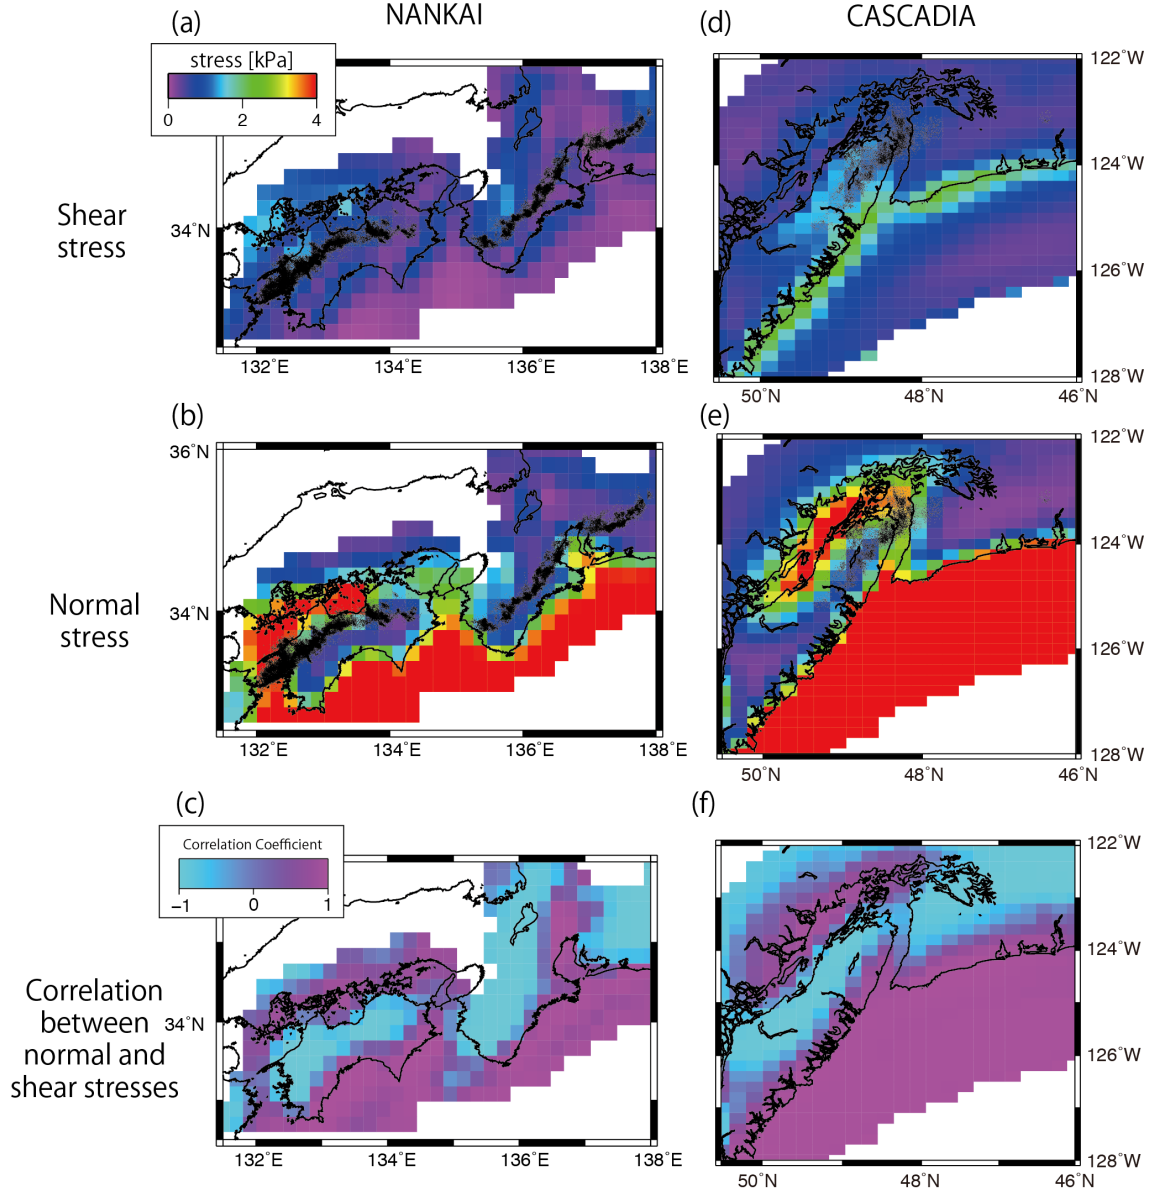 NANKAI
CASCADIA
(a)
stress [kPa]
0 2 4
Shear
stress
34°N
132°E 134°E 136°E 138°E
(d)
122°W
124°W
126°W
128°W
50°N 48°N 46°N
(b)
36°N
Normal
stress
34°N
132°E 134°E 136°E 138°E
(e)
122°W
124°W
126°W
128°W
50°N 48°N 46°N
(c)
Correlation Coefficient
−1 0 1
Correlation
between
normal and
shear stresses
34°N
132°E 134°E 136°E 138°E
(f)
122°W
124°W
126°W
128°W
50°N 48°N 46°N